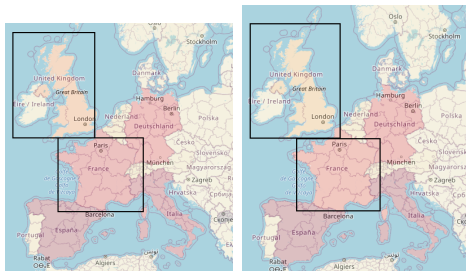 Oslo
Stockholm
Danmark
United Kingdom
Great Britain
Éire / Ireland
Hamburg
London
Nederland
Berlin
Deutschland
Polska
Paris
Česko
Slovensko
France
München
Magyarország
Zagreb
Hrvatska
Barcelona
Italia
Portugal
España
Rabat
Algiers
Oslo
Stockholm
Danmark
United Kingdom
Great Britain
Éire / Ireland
Hamburg
London
Nederland
Berlin
Deutschland
Polska
Paris
Česko
Slovensko
France
München
Magyarország
Zagreb
Hrvatska
Barcelona
Italia
Portugal
España
Rabat
Algiers